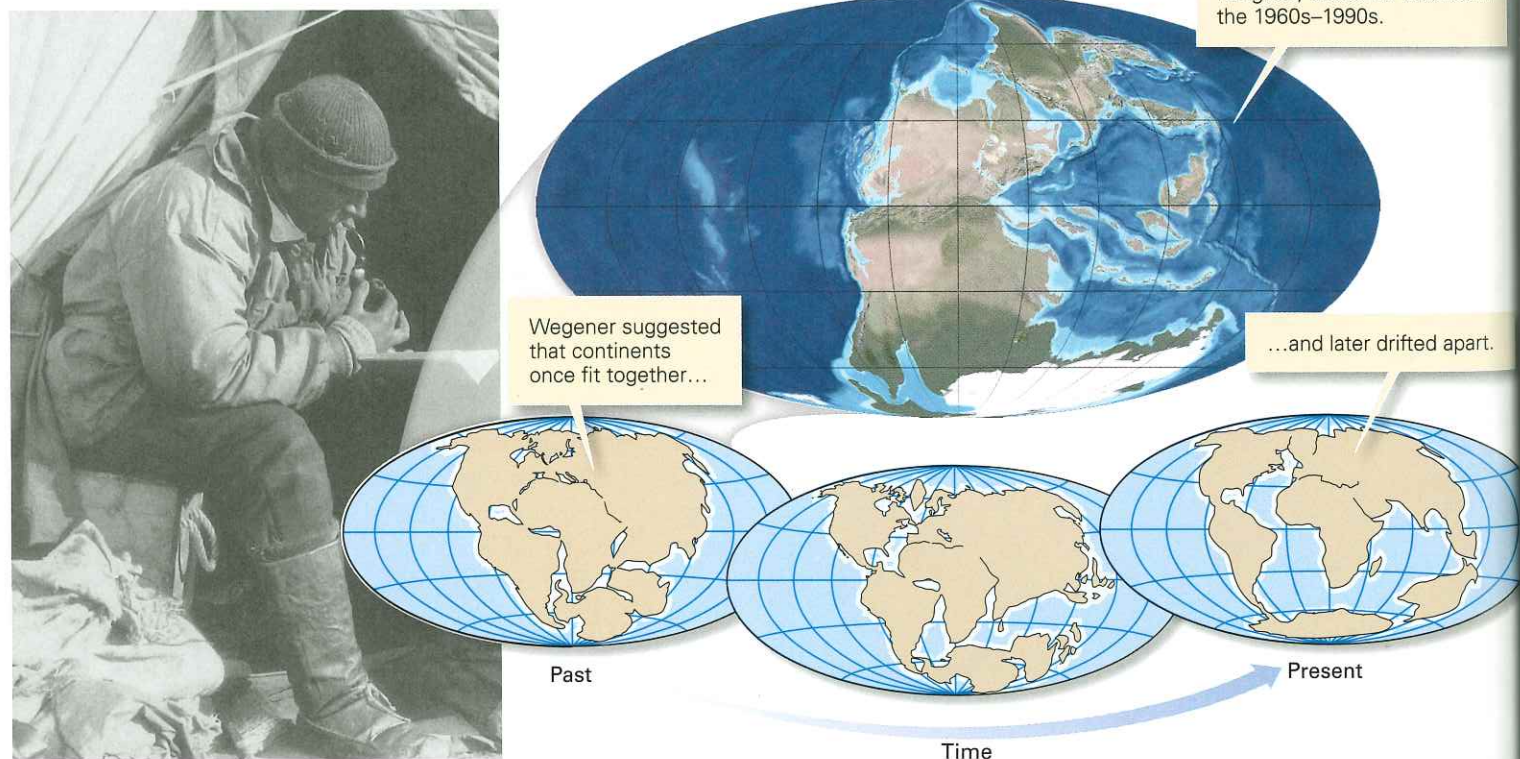 the 1960s–1990s.
Wegener suggested
that continents
once fit together…
…and later drifted apart.
Past
Present
Time